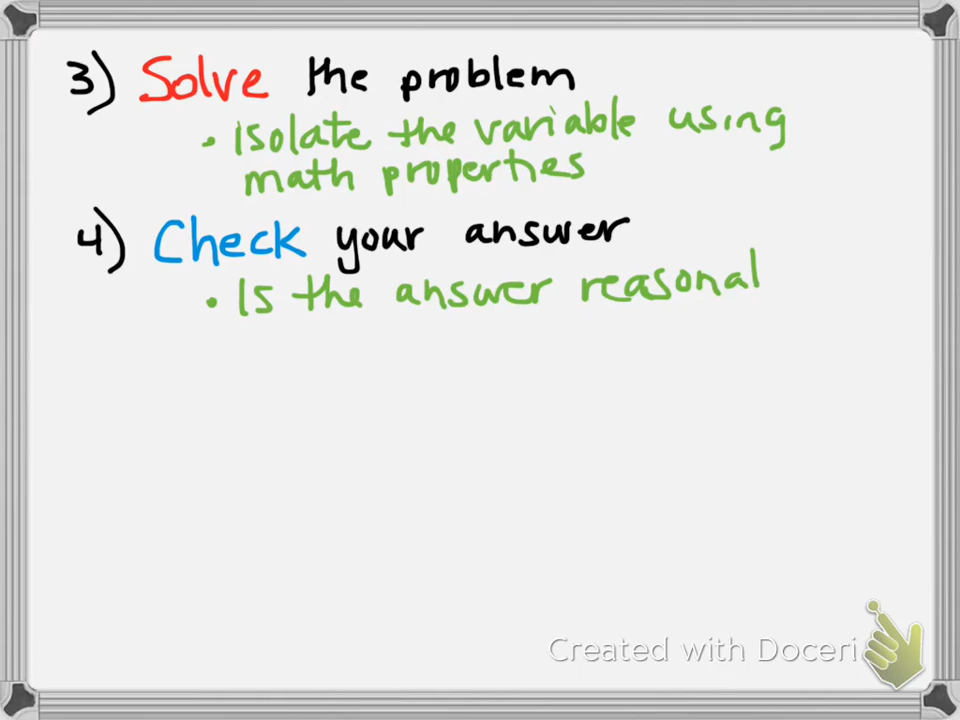 3) Solve the problem
• Isolate the variable using
math properties
4) Check your answer
• Is the answer reasonal
Created with Doceri